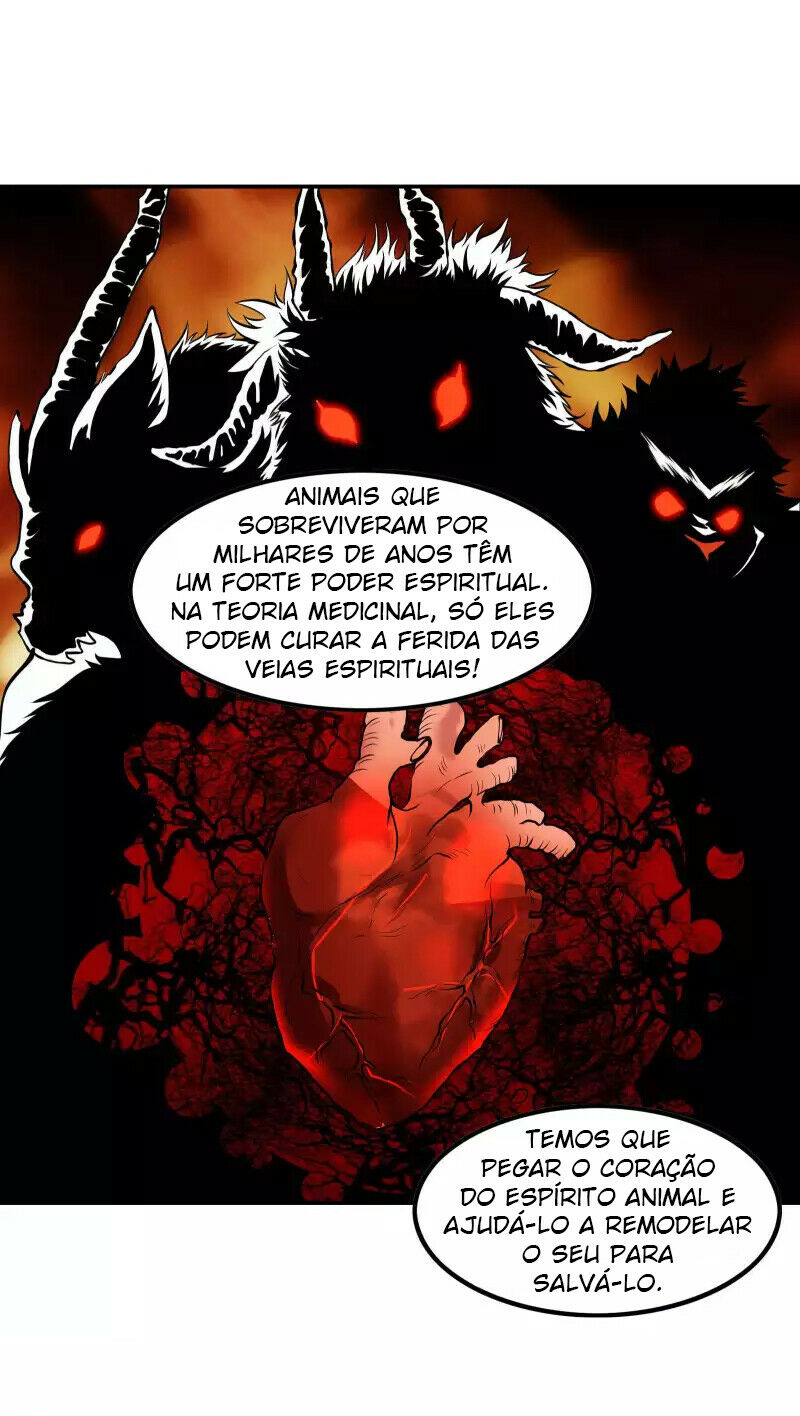 ANIMAIS QUE
SOBREVIVERAM POR
MILHARES DE ANOS TÊM
UM FORTE PODER ESPIRITUAL.
NA TEORIA MEDICINAL, SÓ ELES
PODEM CURAR A FERIDA DAS
VEIAS ESPIRITUAIS!
TEMOS QUE
PEGAR O CORAÇÃO
DO ESPÍRITO ANIMAL E
AJUDÁ-LO A REMODELAR
O SEU PARA
SALVÁ-LO.